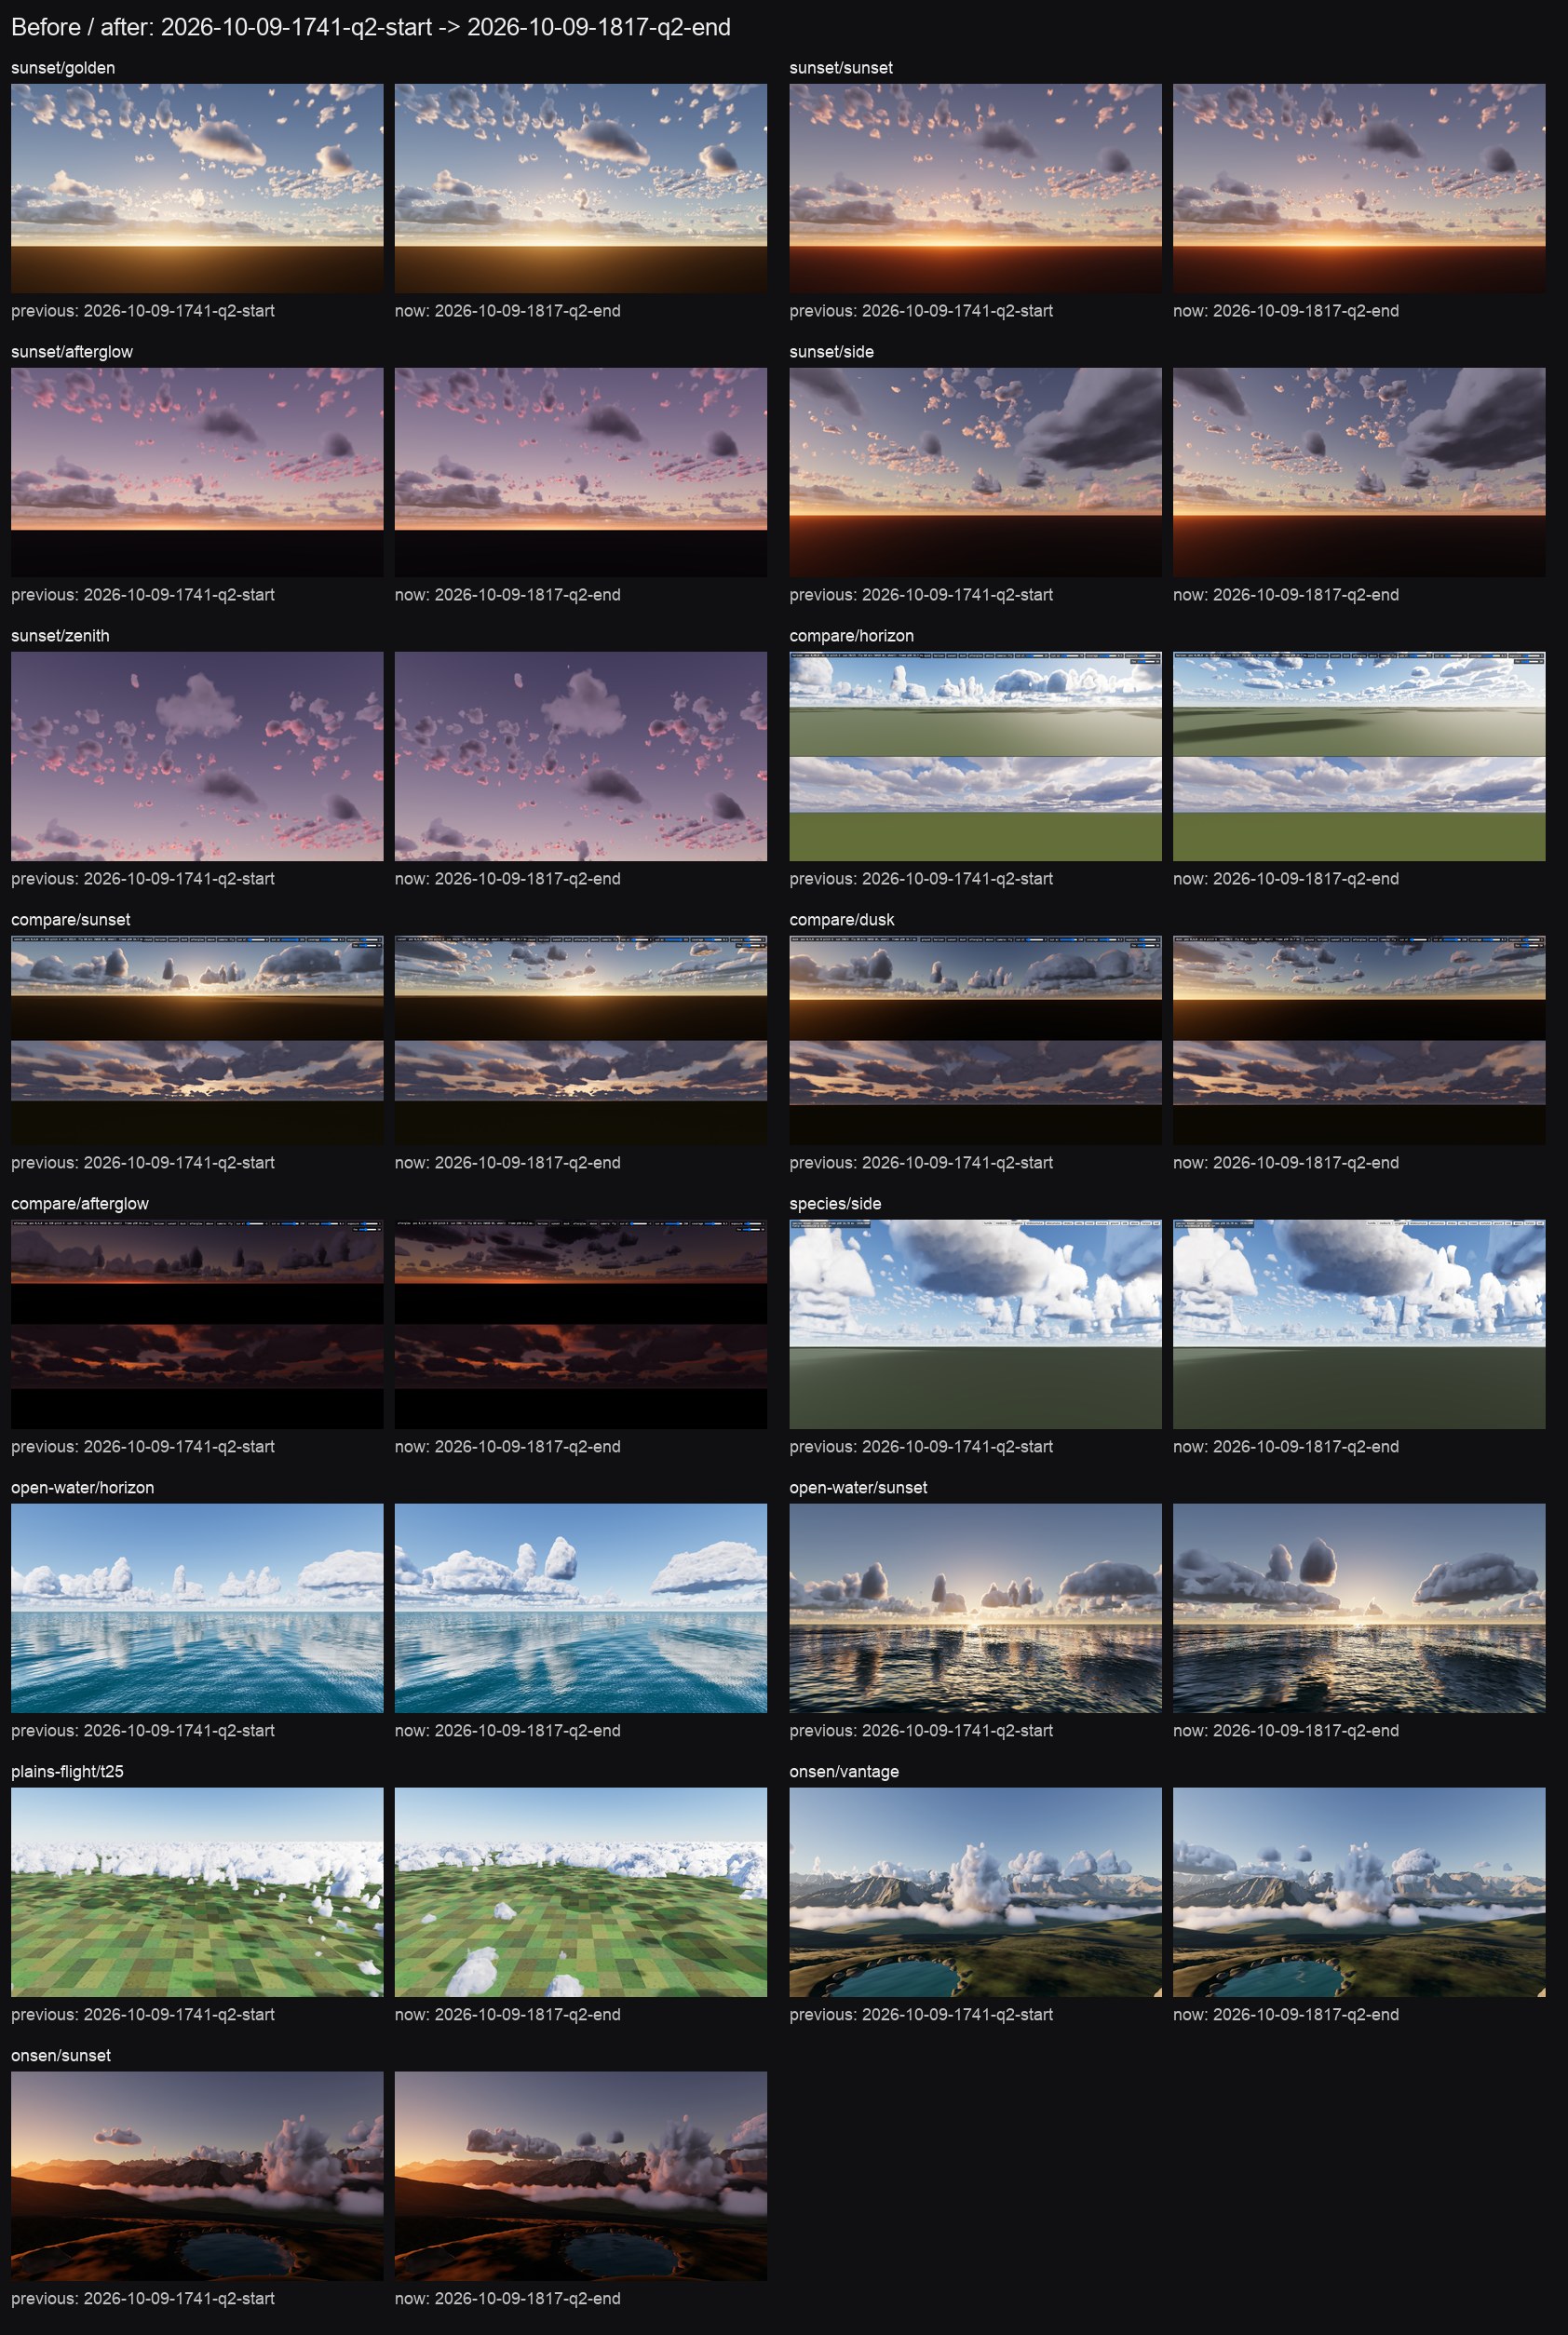 Before / after: 2026-10-09-1741-q2-start -> 2026-10-09-1817-q2-end
sunset/golden
sunset/sunset
previous: 2026-10-09-1741-q2-start
now: 2026-10-09-1817-q2-end
previous: 2026-10-09-1741-q2-start
now: 2026-10-09-1817-q2-end
sunset/afterglow
sunset/side
previous: 2026-10-09-1741-q2-start
now: 2026-10-09-1817-q2-end
previous: 2026-10-09-1741-q2-start
now: 2026-10-09-1817-q2-end
sunset/zenith
compare/horizon
previous: 2026-10-09-1741-q2-start
now: 2026-10-09-1817-q2-end
previous: 2026-10-09-1741-q2-start
now: 2026-10-09-1817-q2-end
compare/sunset
compare/dusk
previous: 2026-10-09-1741-q2-start
now: 2026-10-09-1817-q2-end
previous: 2026-10-09-1741-q2-start
now: 2026-10-09-1817-q2-end
compare/afterglow
species/side
previous: 2026-10-09-1741-q2-start
now: 2026-10-09-1817-q2-end
previous: 2026-10-09-1741-q2-start
now: 2026-10-09-1817-q2-end
open-water/horizon
open-water/sunset
previous: 2026-10-09-1741-q2-start
now: 2026-10-09-1817-q2-end
previous: 2026-10-09-1741-q2-start
now: 2026-10-09-1817-q2-end
plains-flight/t25
onsen/vantage
previous: 2026-10-09-1741-q2-start
now: 2026-10-09-1817-q2-end
previous: 2026-10-09-1741-q2-start
now: 2026-10-09-1817-q2-end
onsen/sunset
previous: 2026-10-09-1741-q2-start
now: 2026-10-09-1817-q2-end